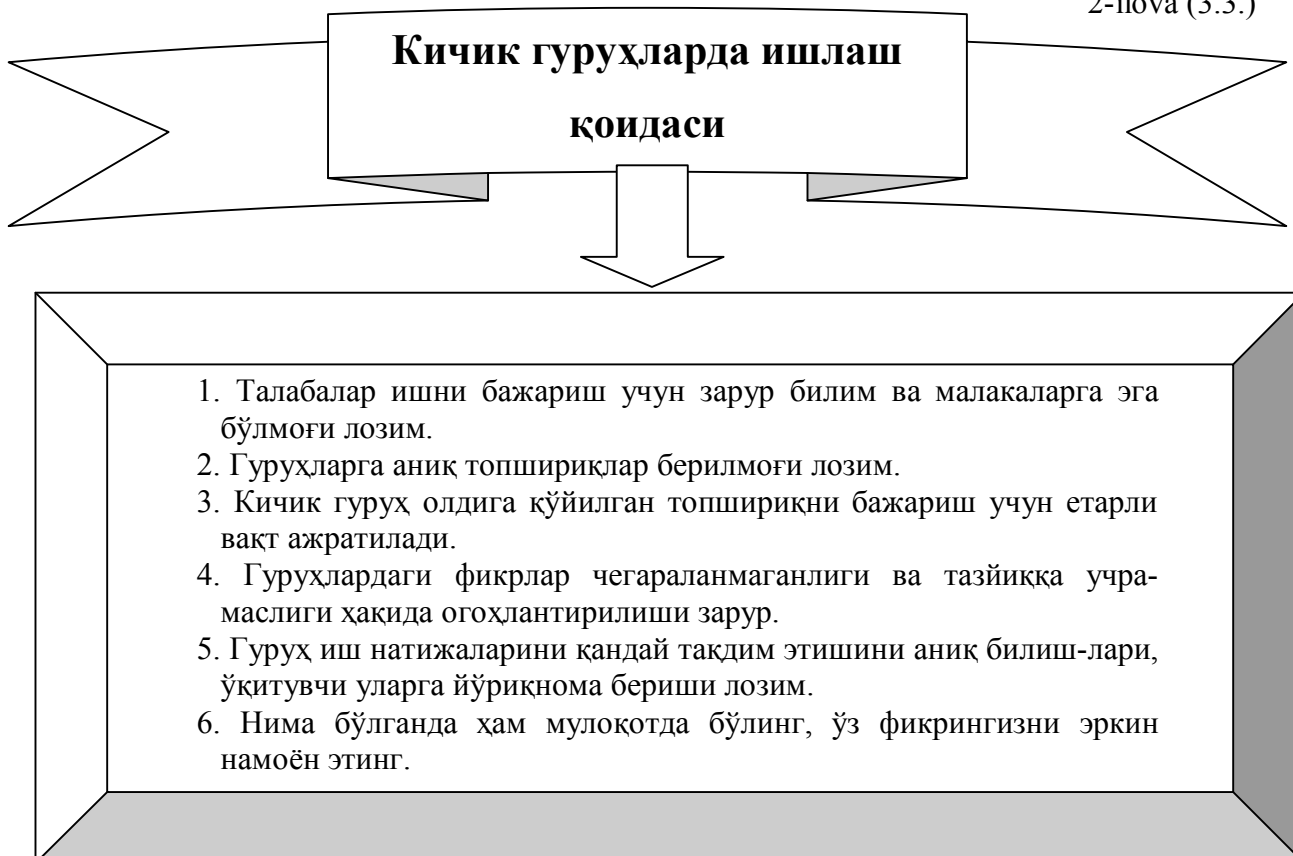 2-ilova (3.3.)
Кичик гуруҳларда ишлаш
қоидаси
1. Талабалар ишни бажариш учун зарур билим ва малакаларга эга
бўлмоғи лозим.
2. Гуруҳларга аниқ топшириқлар берилмоғи лозим.
3. Кичик гуруҳ олдига қўйилган топшириқни бажариш учун етарли
вақт ажратилади.
4. Гуруҳлардаги фикрлар чегараланмаганлиги ва тазйиққа учра-
маслиги ҳақида огоҳлантирилиши зарур.
5. Гуруҳ иш натижаларини қандай тақдим этишини аниқ билиш-лари,
ўқитувчи уларга йўриқнома бериши лозим.
6. Нима бўлганда ҳам мулоқотда бўлинг, ўз фикрингизни эркин
намоён этинг.